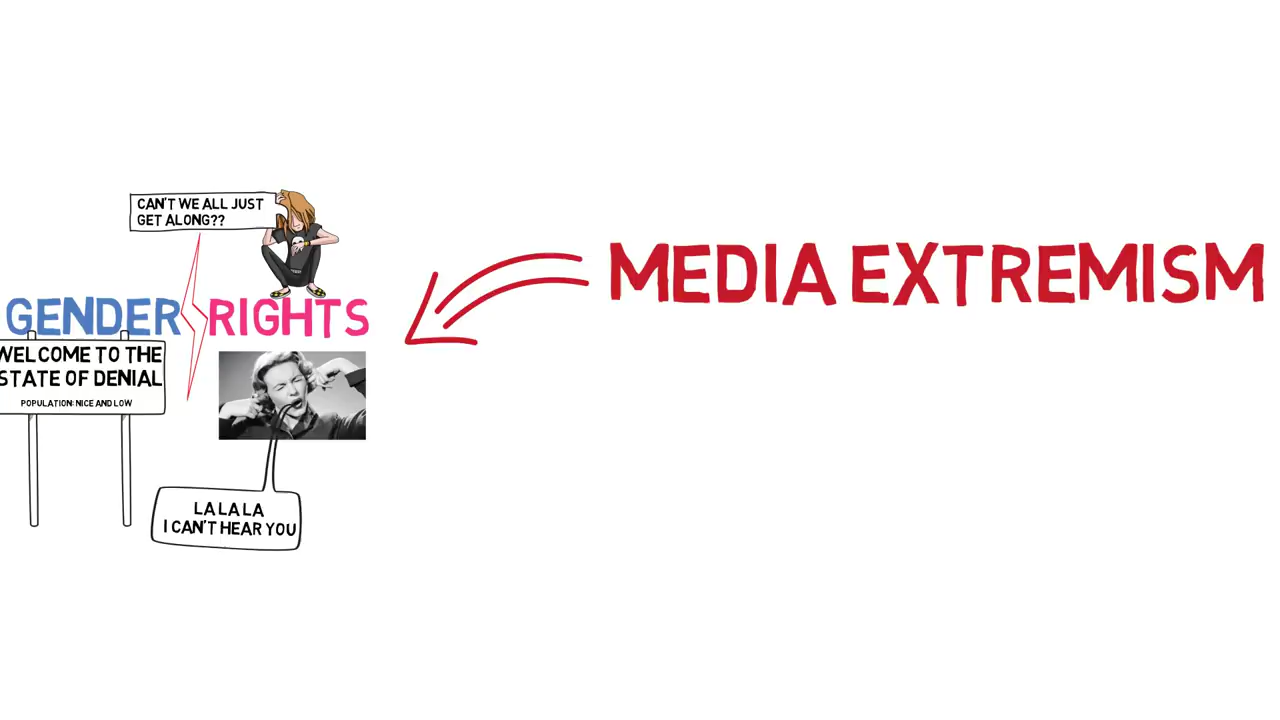 CAN'T WE ALL JUST
GET ALONG??
GENDER RIGHTS
MEDIA EXTREMISM
WELCOME TO THE
STATE OF DENIAL
POPULATION: NICE AND LOW
LA LA LA
I CAN'T HEAR YOU